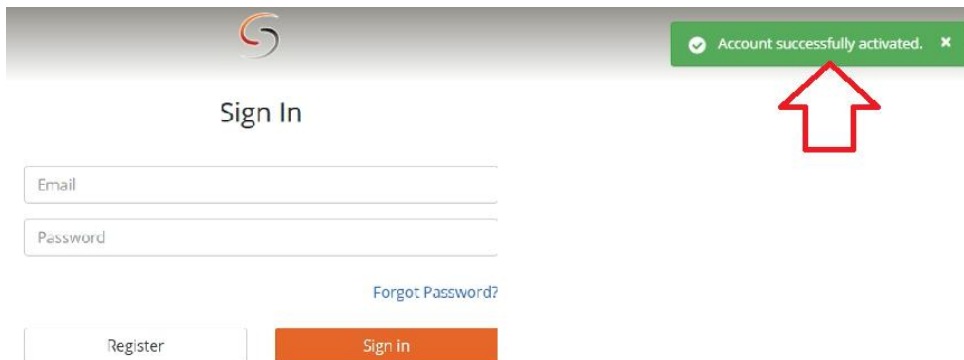 Account successfully activated. ×
Sign In
Email
Password
Forgot Password?
Register
Sign in